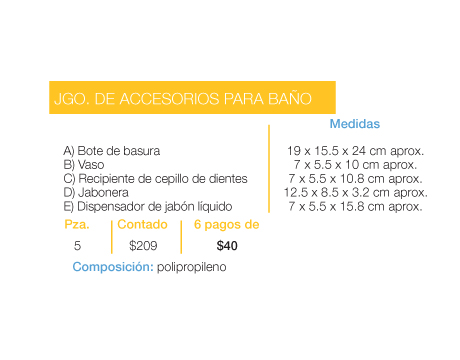 JGO. DE ACCESORIOS PARA BAÑO
Medidas
A) Bote de basura 19 x 15.5 x 24 cm aprox.
B) Vaso 7 x 5.5 x 10 cm aprox.
C) Recipiente de cepillo de dientes 7 x 5.5 x 10.8 cm aprox.
D) Jabonera 12.5 x 8.5 x 3.2 cm aprox.
E) Dispensador de jabón líquido 7 x 5.5 x 15.8 cm aprox.
Pza. Contado 6 pagos de
5 $209 $40
Composición: polipropileno